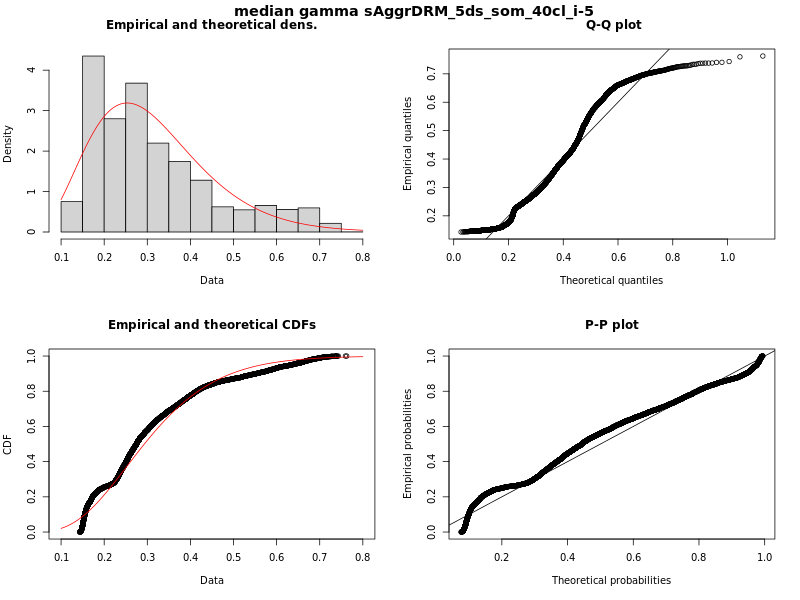 median gamma sAggrDRM_5ds_som_40cl_i-5
Empirical and theoretical dens.
Density
0 1 2 3 4
0.1 0.2 0.3 0.4 0.5 0.6 0.7 0.8
Data
Q-Q plot
Empirical quantiles
0.2 0.3 0.4 0.5 0.6 0.7
0.0 0.2 0.4 0.6 0.8 1.0
Theoretical quantiles
Empirical and theoretical CDFs
CDF
0.0 0.2 0.4 0.6 0.8 1.0
0.1 0.2 0.3 0.4 0.5 0.6 0.7 0.8
Data
P-P plot
Empirical probabilities
0.0 0.2 0.4 0.6 0.8 1.0
0.2 0.4 0.6 0.8 1.0
Theoretical probabilities